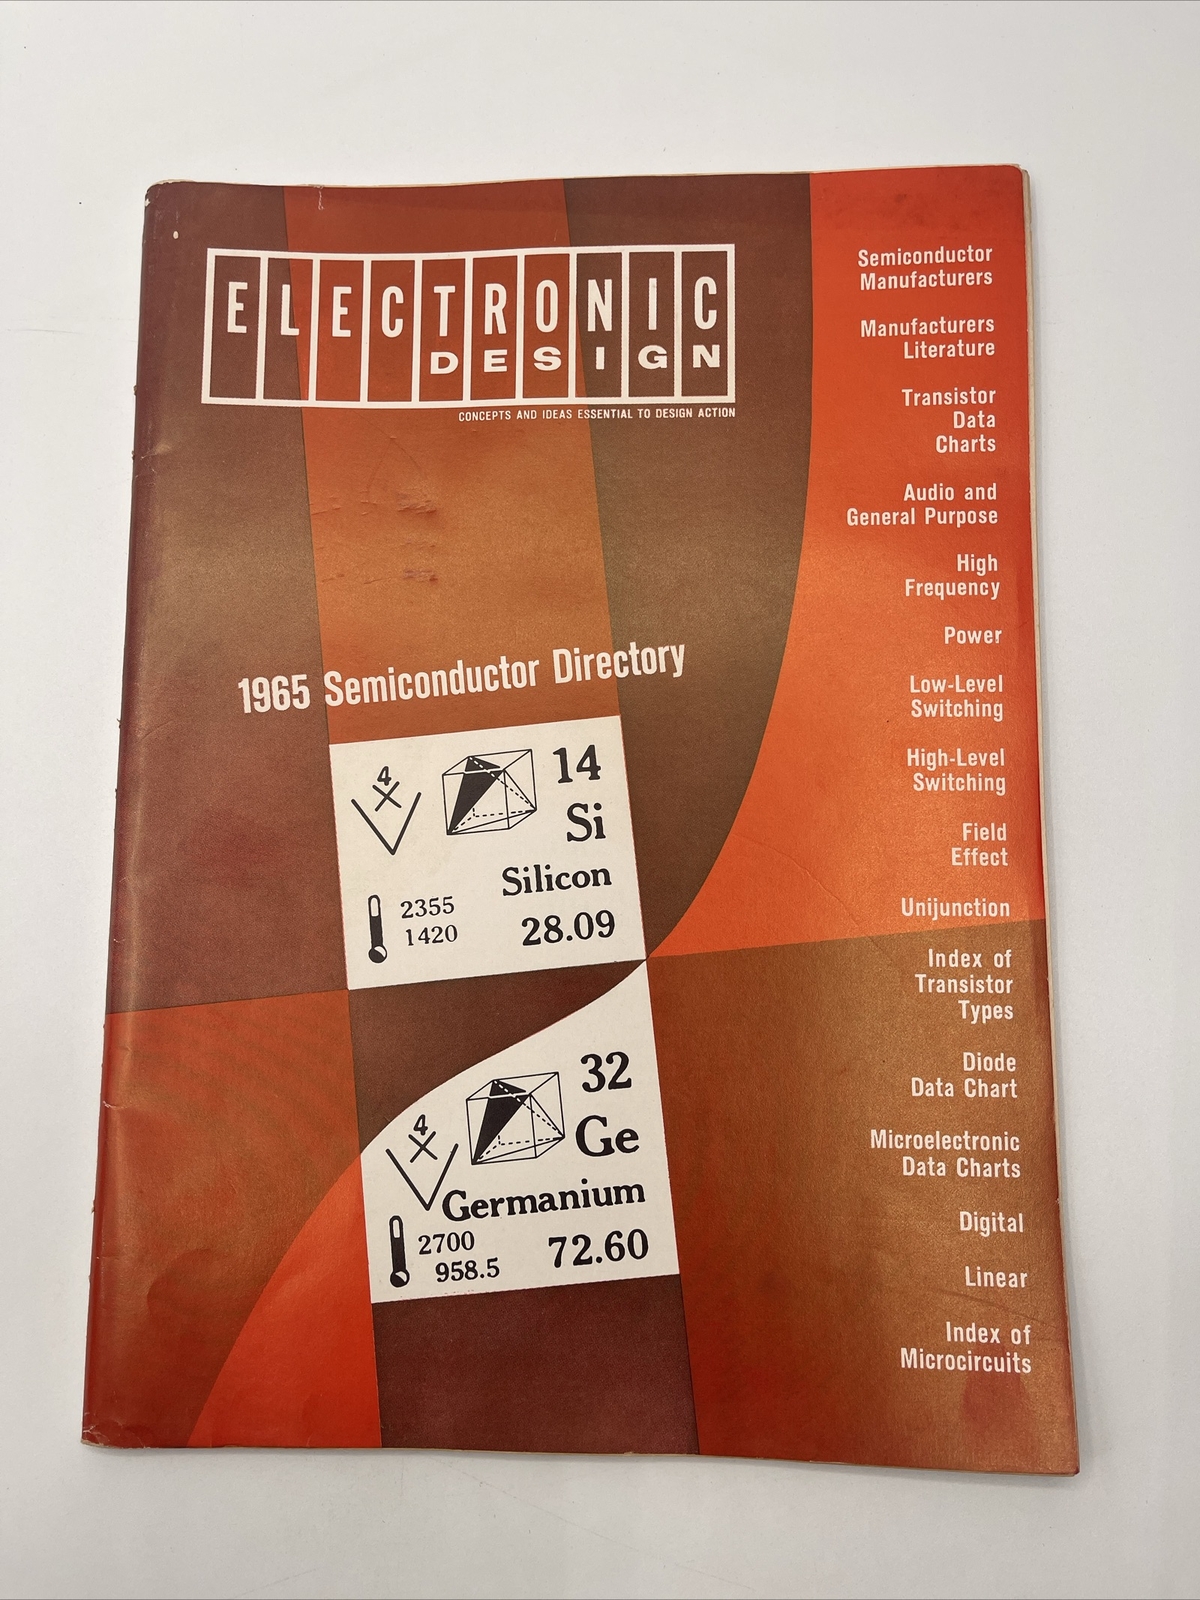 ELECTRONIC
DESIGN
CONCEPTS AND IDEAS ESSENTIAL TO DESIGN ACTION
1965 Semiconductor Directory
4
14
Si
Silicon
2355
1420
28.09
4
32
Ge
Germanium
2700
958.5
72.60
Semiconductor
Manufacturers
Manufacturers
Literature
Transistor
Data
Charts
Audio and
General Purpose
High
Frequency
Power
Low-Level
Switching
High-Level
Switching
Field
Effect
Unijunction
Index of
Transistor
Types
Diode
Data Chart
Microelectronic
Data Charts
Digital
Linear
Index of
Microcircuits